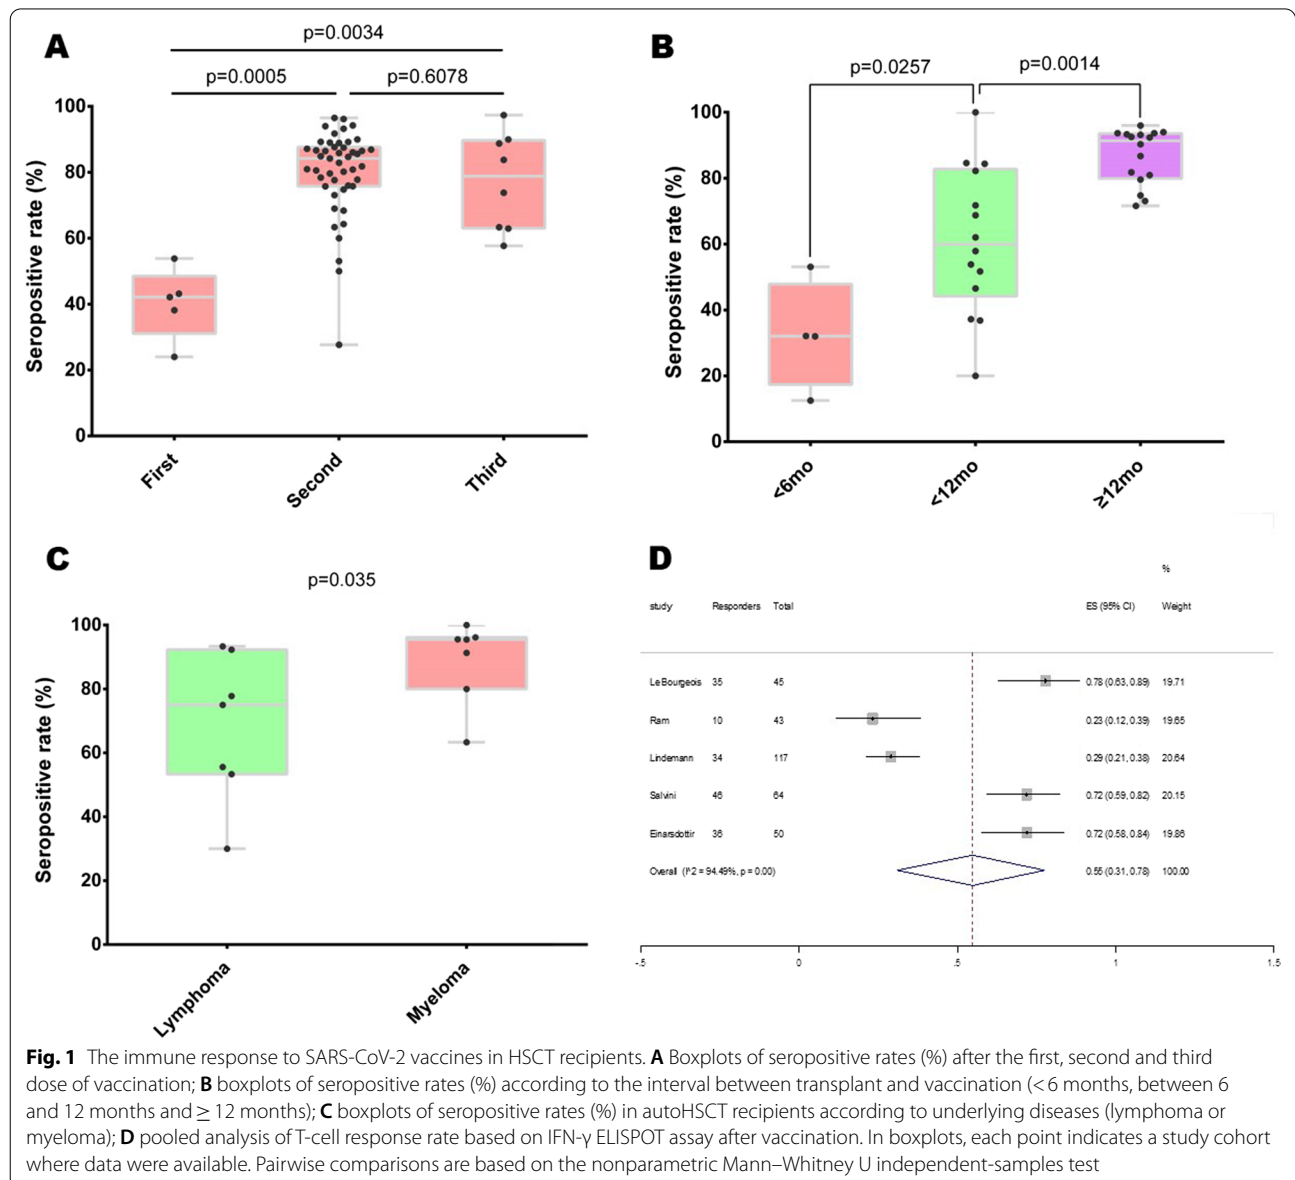 A
p=0.0034
p=0.0005
p=0.6078
Seropositive rate (%)
100
80
60
40
20
0
First
Second
Third
B
p=0.0257
p=0.0014
Seropositive rate (%)
100
80
60
40
20
0
<6mo
<12mo
≥12mo
C
p=0.035
Seropositive rate (%)
100
80
60
40
20
0
Lymphoma
Myeloma
D
%
study Responders Total ES (95% CI) Weight
Le Bourgeois 35 45 0.78 (0.63, 0.89) 19.71
Ram 10 43 0.23 (0.12, 0.39) 19.65
Lindemann 34 117 0.29 (0.21, 0.38) 20.64
Salvini 46 64 0.72 (0.59, 0.82) 20.15
Einarsdottir 36 50 0.72 (0.58, 0.84) 19.86
Overall (I^2 = 94.49%, p = 0.00) 0.55 (0.31, 0.78) 100.00
-.5 0 .5 1 1.5
Fig. 1 The immune response to SARS-CoV-2 vaccines in HSCT recipients. A Boxplots of seropositive rates (%) after the first, second and third
dose of vaccination; B boxplots of seropositive rates (%) according to the interval between transplant and vaccination (< 6 months, between 6
and 12 months and ≥ 12 months); C boxplots of seropositive rates (%) in autoHSCT recipients according to underlying diseases (lymphoma or
myeloma); D pooled analysis of T-cell response rate based on IFN-γ ELISPOT assay after vaccination. In boxplots, each point indicates a study cohort
where data were available. Pairwise comparisons are based on the nonparametric Mann–Whitney U independent-samples test